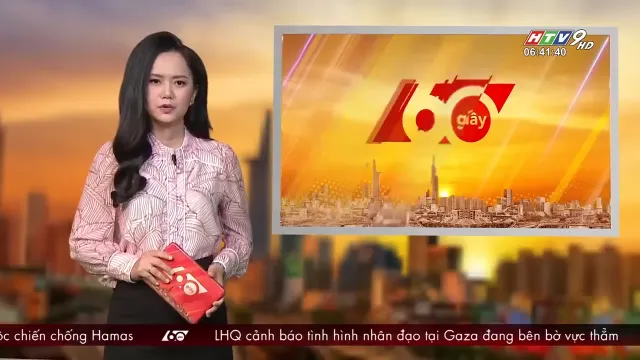 HTV9 HD
06:41:40
60 giây
ộc chiến chống Hamas 60 LHQ cảnh báo tình hình nhân đạo tại Gaza đang bên bờ vực thẳm